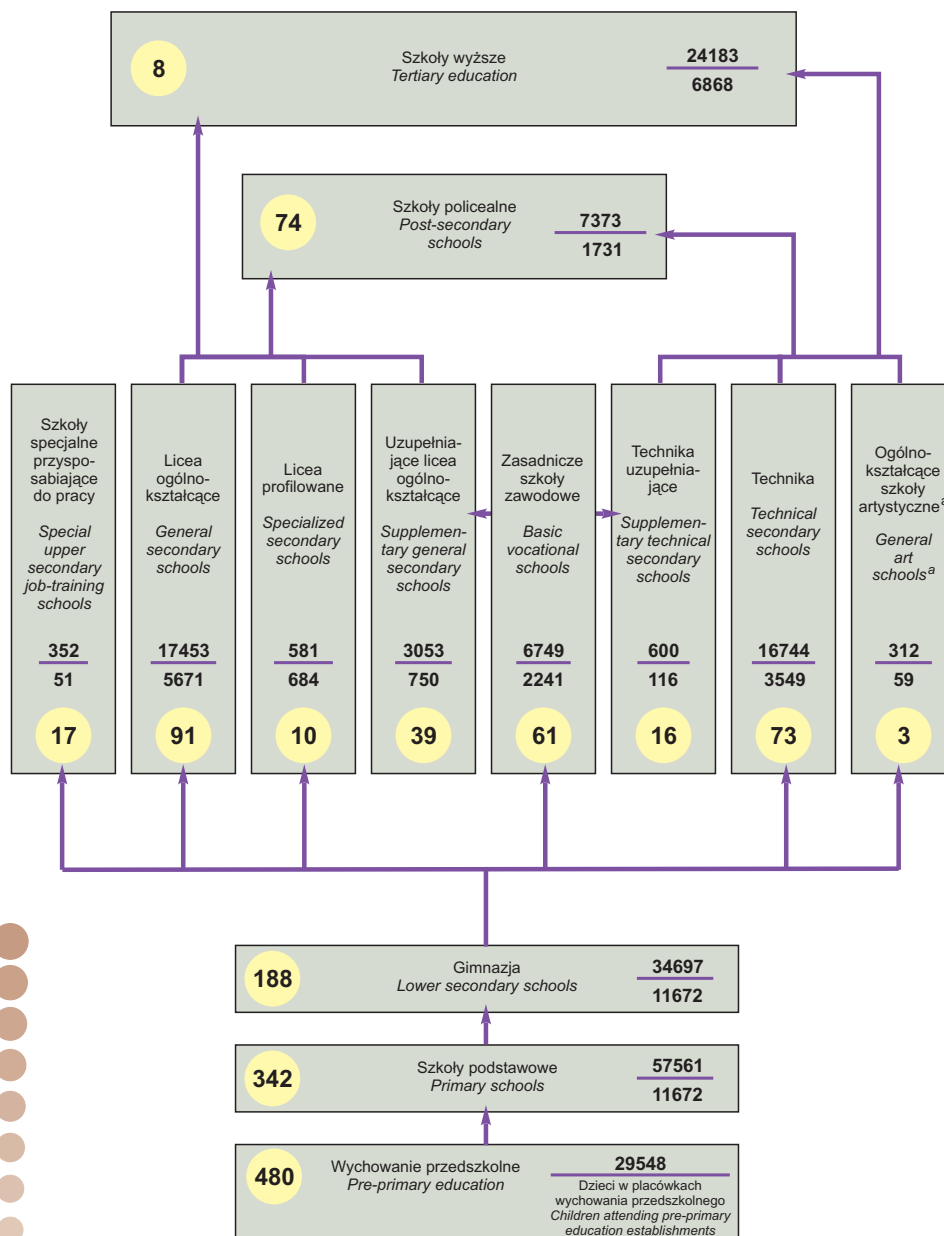 8
Szkoły wyższe
Tertiary education
24183
6868
74
Szkoły policealne
Post-secondary
schools
7373
1731
Szkoły
specjalne
przyspo-
sabiające
do pracy
Special
upper
secondary
job-training
schools
352
51
17
Licea
ogólno-
kształcące
General
secondary
schools
17453
5671
91
Licea
profilowane
Specialized
secondary
schools
581
684
10
Uzupełnia-
jące licea
ogólno-
kształcące
Supplemen-
tary general
secondary
schools
3053
750
39
Zasadnicze
szkoły
zawodowe
Basic
vocational
schools
6749
2241
61
Technika
uzupełnia-
jące
Supplemen-
tary technical
secondary
schools
600
116
16
Technika
Technical
secondary
schools
16744
3549
73
Ogólno-
kształcące
szkoły
artystyczne a
General
art
schools a
312
59
3
188
Gimnazja
Lower secondary schools
34697
11672
342
Szkoły podstawowe
Primary schools
57561
11672
480
Wychowanie przedszkolne
Pre-primary education
29548
Dzieci w placówkach
wychowania przedszkolnego
Children attending pre-primary
education establishments